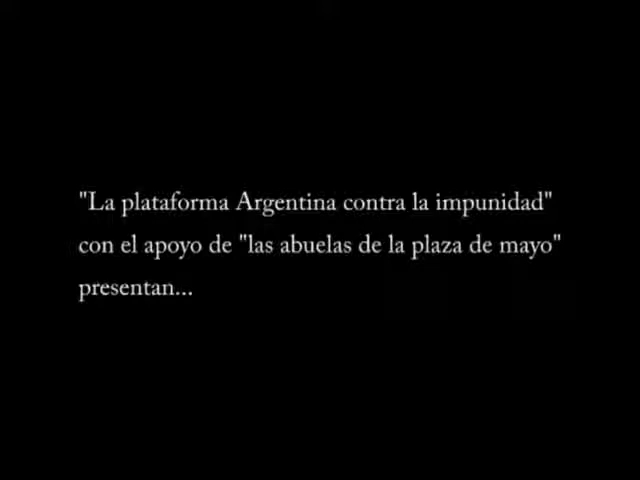 "La plataforma Argentina contra la impunidad"
con el apoyo de "las abuelas de la plaza de mayo"
presentan...